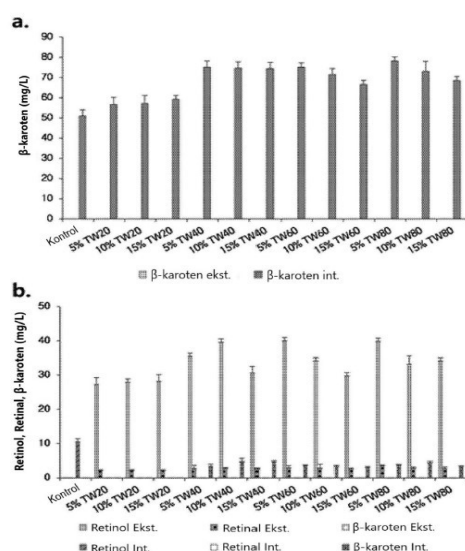 a.
β-karoten (mg/L)
90
80
70
60
50
40
30
20
10
0
Kontrol
5% TW20
10% TW20
15% TW20
5% TW40
10% TW40
15% TW40
5% TW60
10% TW60
15% TW60
5% TW80
10% TW80
15% TW80
β-karoten ekst. β-karoten int.
b.
Retinol, Retinal, β-karoten (mg/L)
50
40
30
20
10
0
Kontrol
5% TW20
10% TW20
15% TW20
5% TW40
10% TW40
15% TW40
5% TW60
10% TW60
15% TW60
5% TW80
10% TW80
15% TW80
Retinol Ekst. Retinal Ekst. β-karoten Ekst.
Retinol Int. Retinal Int. β-karoten Int.